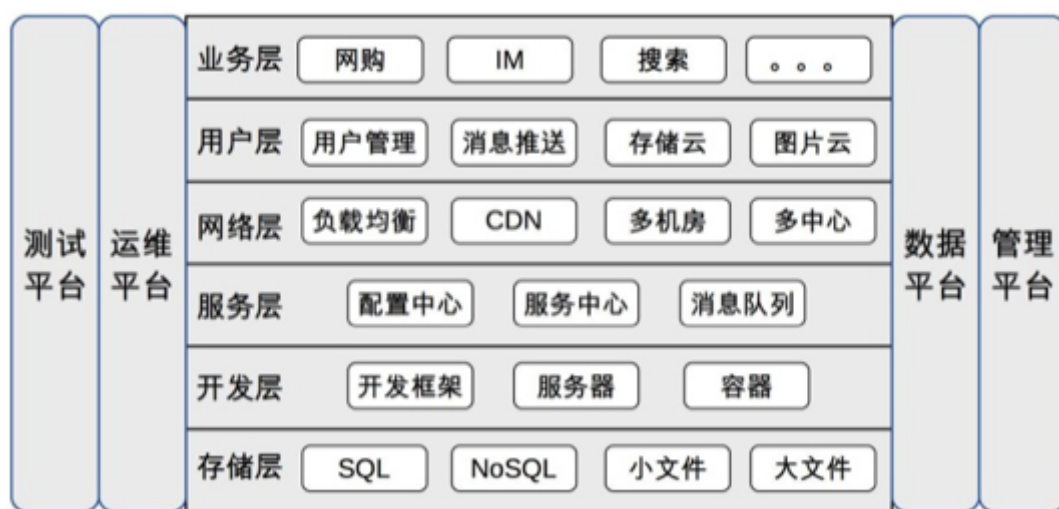 测试
平台
运维
平台
业务层 网购 IM 搜索 。。。
用户层 用户管理 消息推送 存储云 图片云
网络层 负载均衡 CDN 多机房 多中心
服务层 配置中心 服务中心 消息队列
开发层 开发框架 服务器 容器
存储层 SQL NoSQL 小文件 大文件
数据
平台
管理
平台